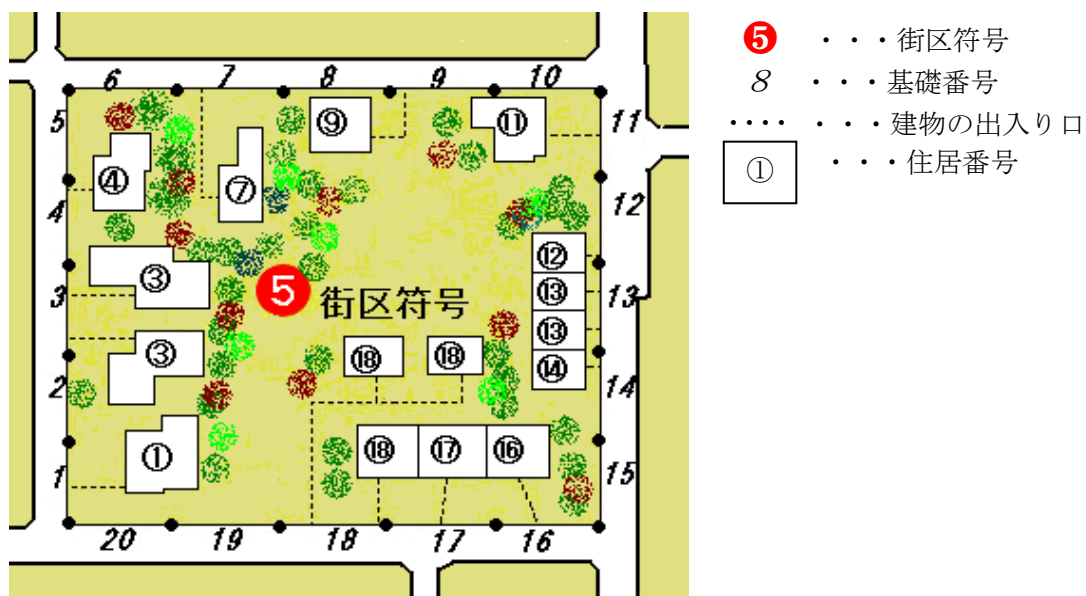 6 7 8 9 10
5 11
4 12
3 13
2 14
1 15
20 19 18 17 16
④ ⑦ ⑨ ⑪
③ ⑫
③ ⑬
① ⑬
⑭
⑱ ⑱
⑱ ⑰ ⑯
5 街区符号
❺ ・・・街区符号
8 ・・・基礎番号
‥‥ ・・・建物の出入り口
① ・・・住居番号